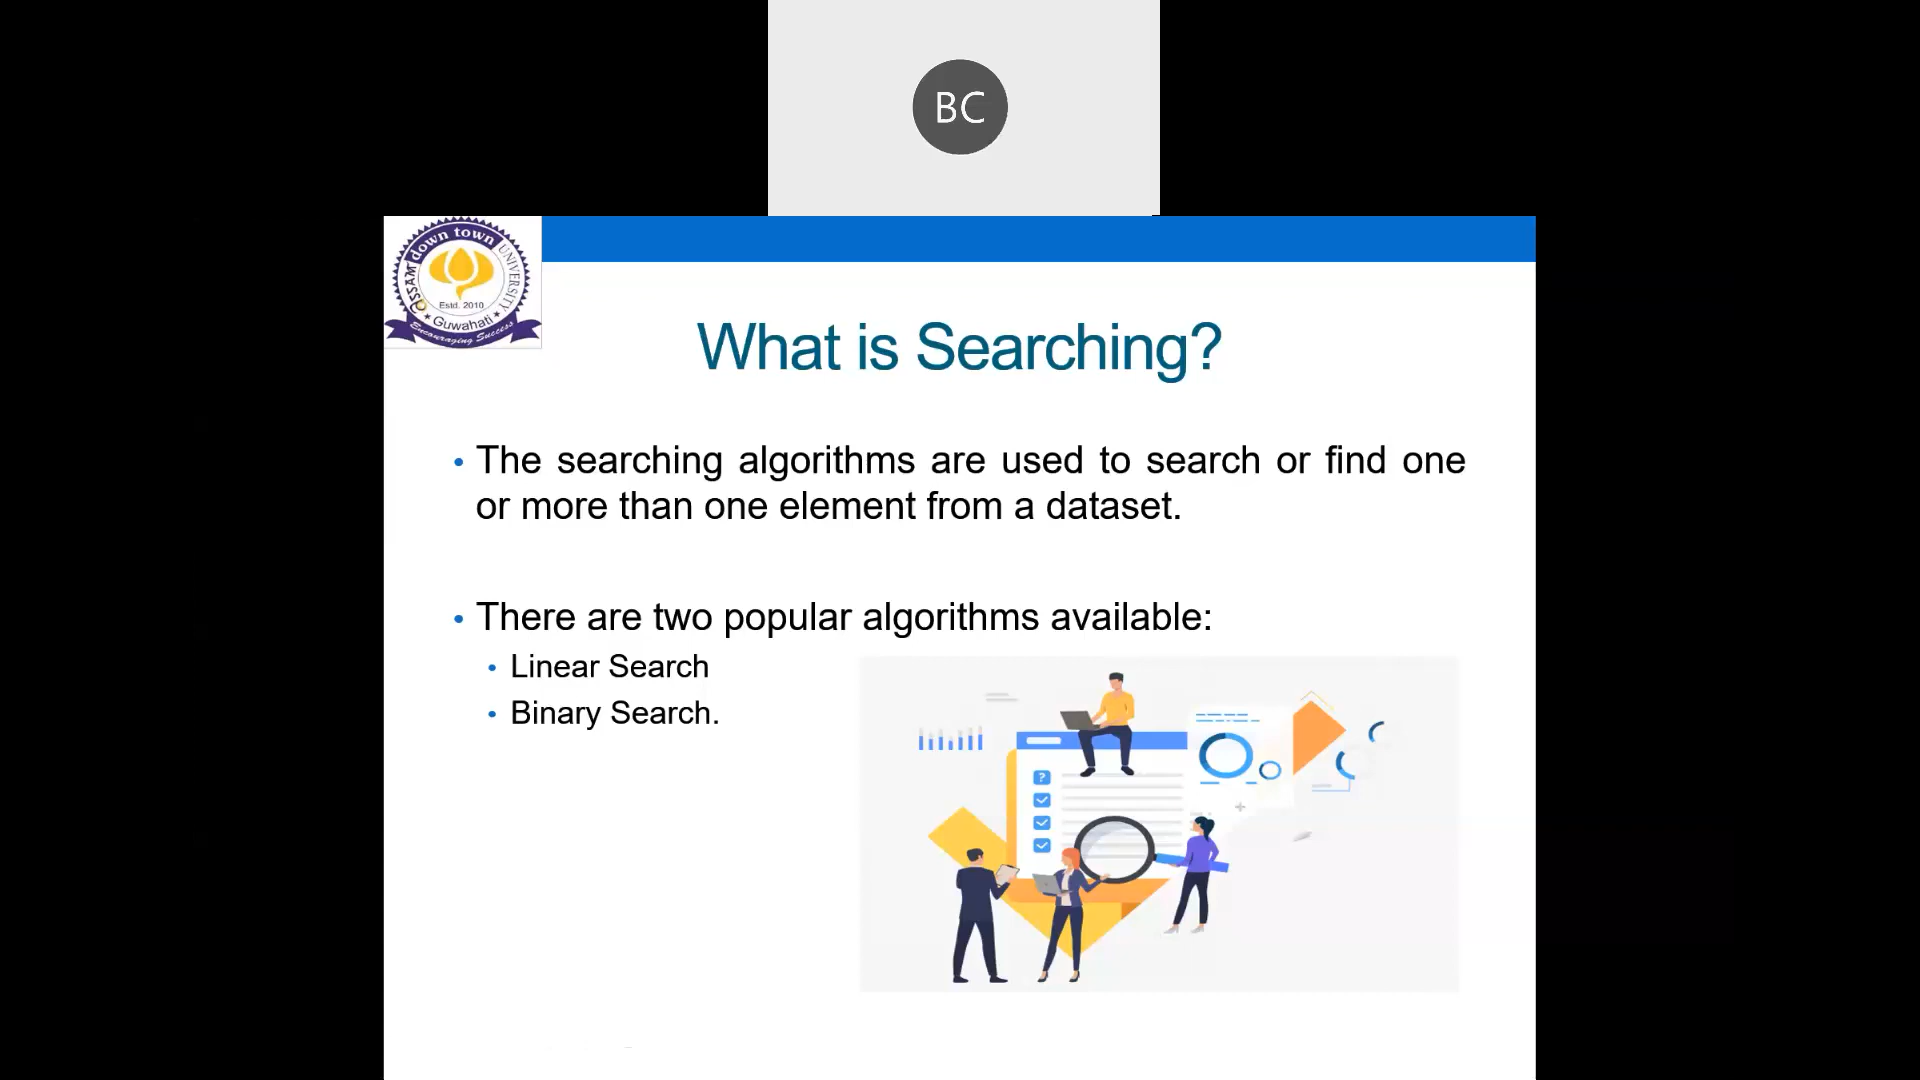 BC
assam down town UNIVERSITY
Estd. 2010
Guwahati
Encouraging Success
What is Searching?
• The searching algorithms are used to search or find one
or more than one element from a dataset.
• There are two popular algorithms available:
• Linear Search
• Binary Search.
?